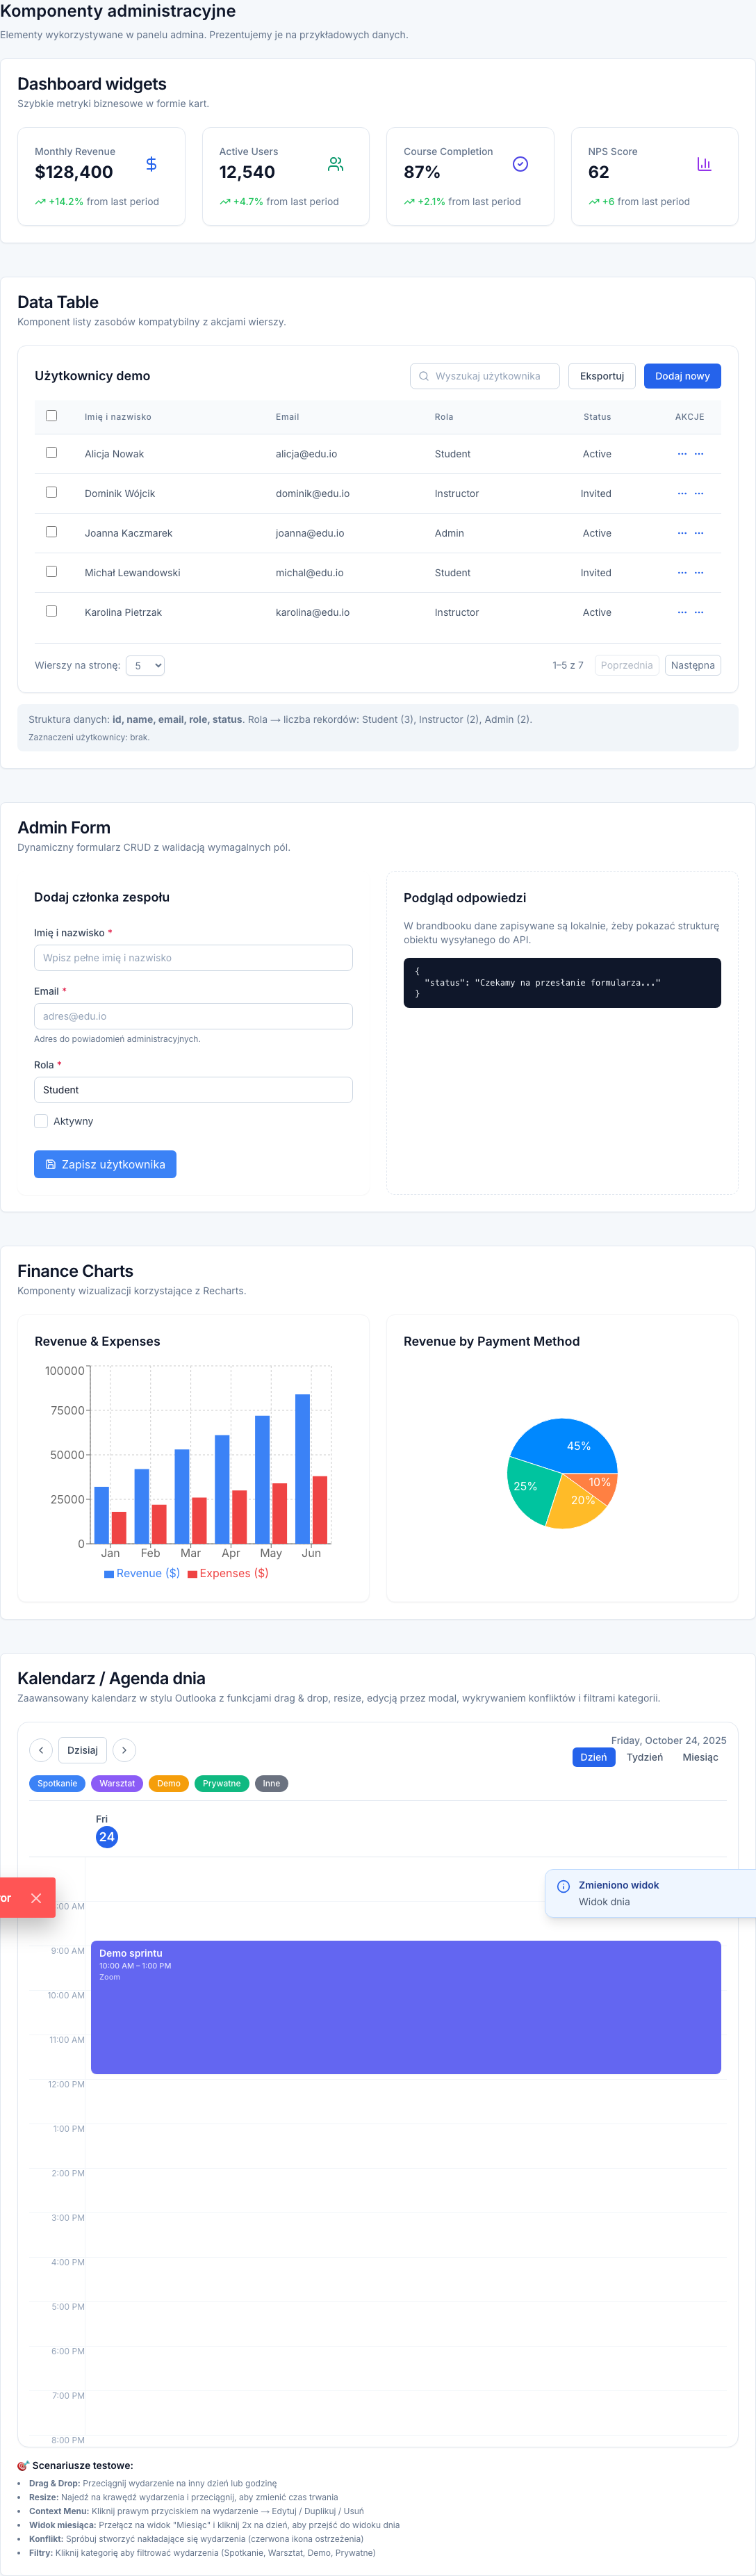 Komponenty administracyjne
Elementy wykorzystywane w panelu admina. Prezentujemy je na przykładowych danych.
Dashboard widgets
Szybkie metryki biznesowe w formie kart.
Monthly Revenue
$128,400
+14.2% from last period
Active Users
12,540
+4.7% from last period
Course Completion
87%
+2.1% from last period
NPS Score
62
+6 from last period
Data Table
Komponent listy zasobów kompatybilny z akcjami wierszy.
Użytkownicy demo
Wyszukaj użytkownika
Eksportuj
Dodaj nowy
Imię i nazwisko Email Rola Status AKCJE
Alicja Nowak alicja@edu.io Student Active
Dominik Wójcik dominik@edu.io Instructor Invited
Joanna Kaczmarek joanna@edu.io Admin Active
Michał Lewandowski michal@edu.io Student Invited
Karolina Pietrzak karolina@edu.io Instructor Active
Wierszy na stronę: 5
1–5 z 7 Poprzednia Następna
Struktura danych: id, name, email, role, status. Rola → liczba rekordów: Student (3), Instructor (2), Admin (2).
Zaznaczeni użytkownicy: brak.
Admin Form
Dynamiczny formularz CRUD z walidacją wymagalnych pól.
Dodaj członka zespołu
Imię i nazwisko *
Wpisz pełne imię i nazwisko
Email *
adres@edu.io
Adres do powiadomień administracyjnych.
Rola *
Student
Aktywny
Zapisz użytkownika
Podgląd odpowiedzi
W brandbooku dane zapisywane są lokalnie, żeby pokazać strukturę
obiektu wysyłanego do API.
{
"status": "Czekamy na przesłanie formularza..."
}
Finance Charts
Komponenty wizualizacji korzystające z Recharts.
Revenue & Expenses
100000
75000
50000
25000
0
Jan Feb Mar Apr May Jun
Revenue ($) Expenses ($)
Revenue by Payment Method
45%
25%
10%
20%
Kalendarz / Agenda dnia
Zaawansowany kalendarz w stylu Outlooka z funkcjami drag & drop, resize, edycją przez modal, wykrywaniem konfliktów i filtrami kategorii.
Dzisiaj
Friday, October 24, 2025
Dzień Tydzień Miesiąc
Spotkanie Warsztat Demo Prywatne Inne
Fri
24
Zmieniono widok
Widok dnia
or
:00 AM
9:00 AM
Demo sprintu
10:00 AM – 1:00 PM
Zoom
10:00 AM
11:00 AM
12:00 PM
1:00 PM
2:00 PM
3:00 PM
4:00 PM
5:00 PM
6:00 PM
7:00 PM
8:00 PM
🎯 Scenariusze testowe:
• Drag & Drop: Przeciągnij wydarzenie na inny dzień lub godzinę
• Resize: Najedź na krawędź wydarzenia i przeciągnij, aby zmienić czas trwania
• Context Menu: Kliknij prawym przyciskiem na wydarzenie → Edytuj / Duplikuj / Usuń
• Widok miesiąca: Przełącz na widok "Miesiąc" i kliknij 2x na dzień, aby przejść do widoku dnia
• Konflikt: Spróbuj stworzyć nakładające się wydarzenia (czerwona ikona ostrzeżenia)
• Filtry: Kliknij kategorię aby filtrować wydarzenia (Spotkanie, Warsztat, Demo, Prywatne)